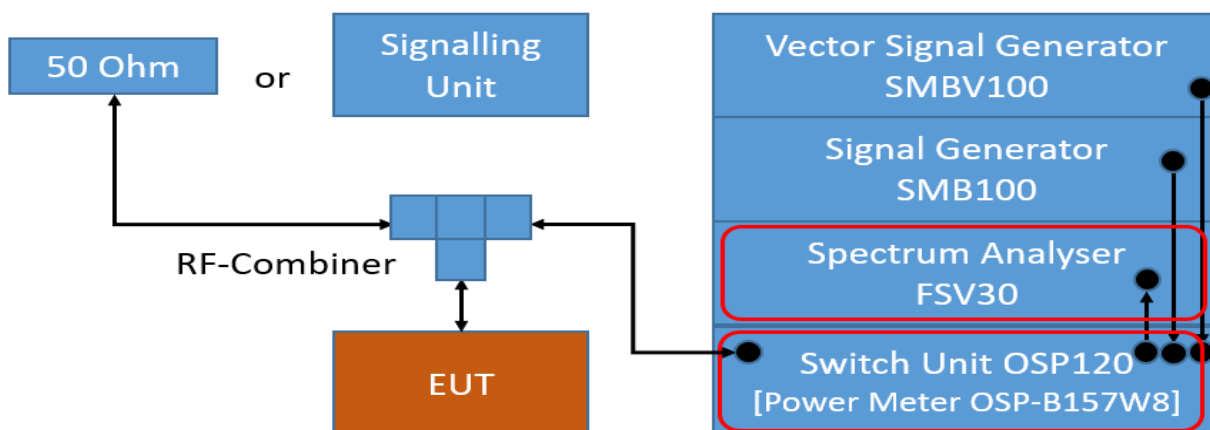 50 Ohm
or
Signalling
Unit
RF-Combiner
EUT
Vector Signal Generator
SMBV100
Signal Generator
SMB100
Spectrum Analyser
FSV30
Switch Unit OSP120
[Power Meter OSP-B157W8]